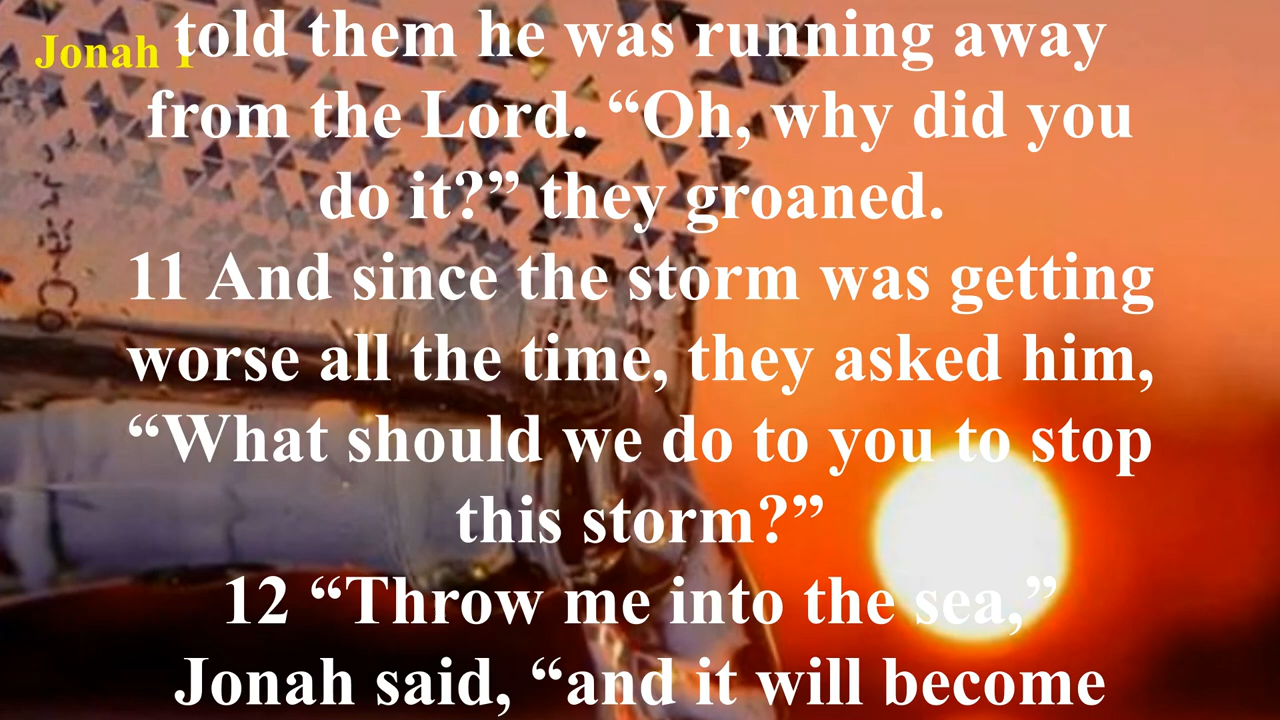 Jonah 1
told them he was running away
from the Lord. “Oh, why did you
do it?” they groaned.
11 And since the storm was getting
worse all the time, they asked him,
“What should we do to you to stop
this storm?”
12 “Throw me into the sea,”
Jonah said, “and it will become